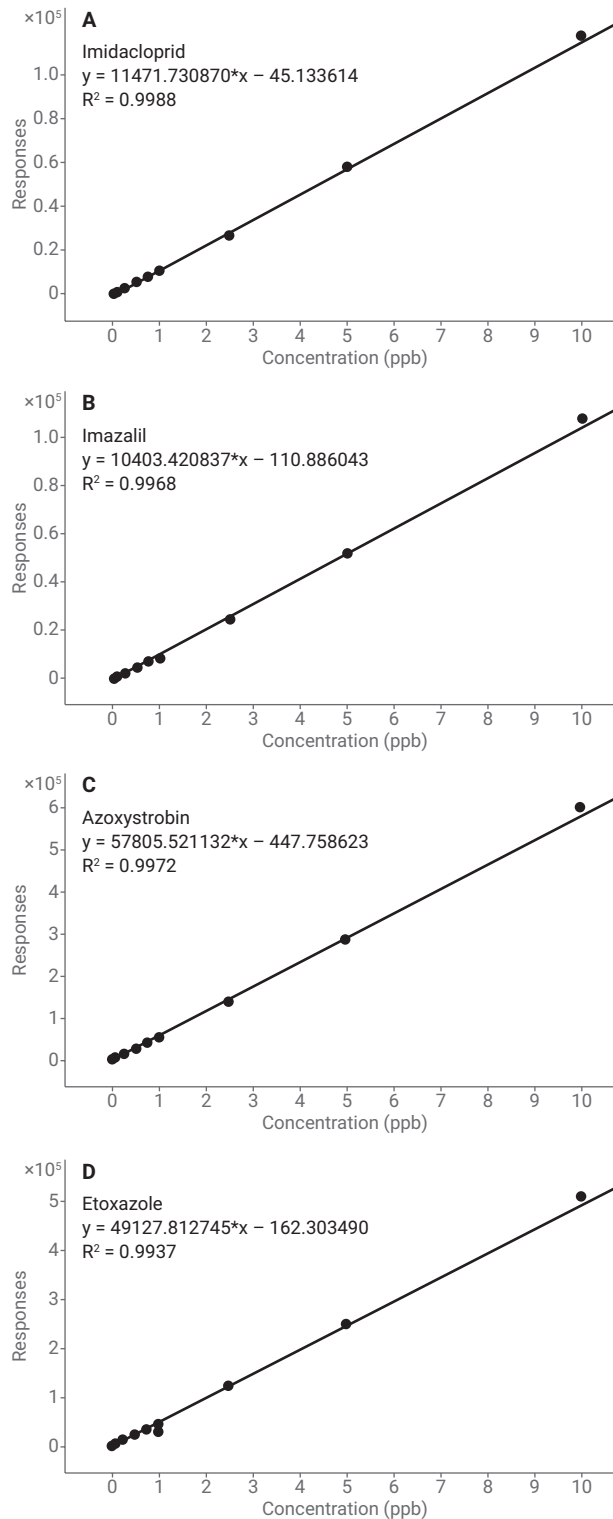 ×10⁵
A
Imidacloprid
y = 11471.730870*x – 45.133614
R² = 0.9988
1.0
0.8
0.6
0.4
0.2
0
Responses
0 1 2 3 4 5 6 7 8 9 10
Concentration (ppb)
×10⁵
B
Imazalil
y = 10403.420837*x – 110.886043
R² = 0.9968
1.0
0.8
0.6
0.4
0.2
0
Responses
0 1 2 3 4 5 6 7 8 9 10
Concentration (ppb)
×10⁵
C
Azoxystrobin
y = 57805.521132*x – 447.758623
R² = 0.9972
6
5
4
3
2
1
0
Responses
0 1 2 3 4 5 6 7 8 9 10
Concentration (ppb)
×10⁵
D
Etoxazole
y = 49127.812745*x – 162.303490
R² = 0.9937
5
4
3
2
1
0
Responses
0 1 2 3 4 5 6 7 8 9 10
Concentration (ppb)